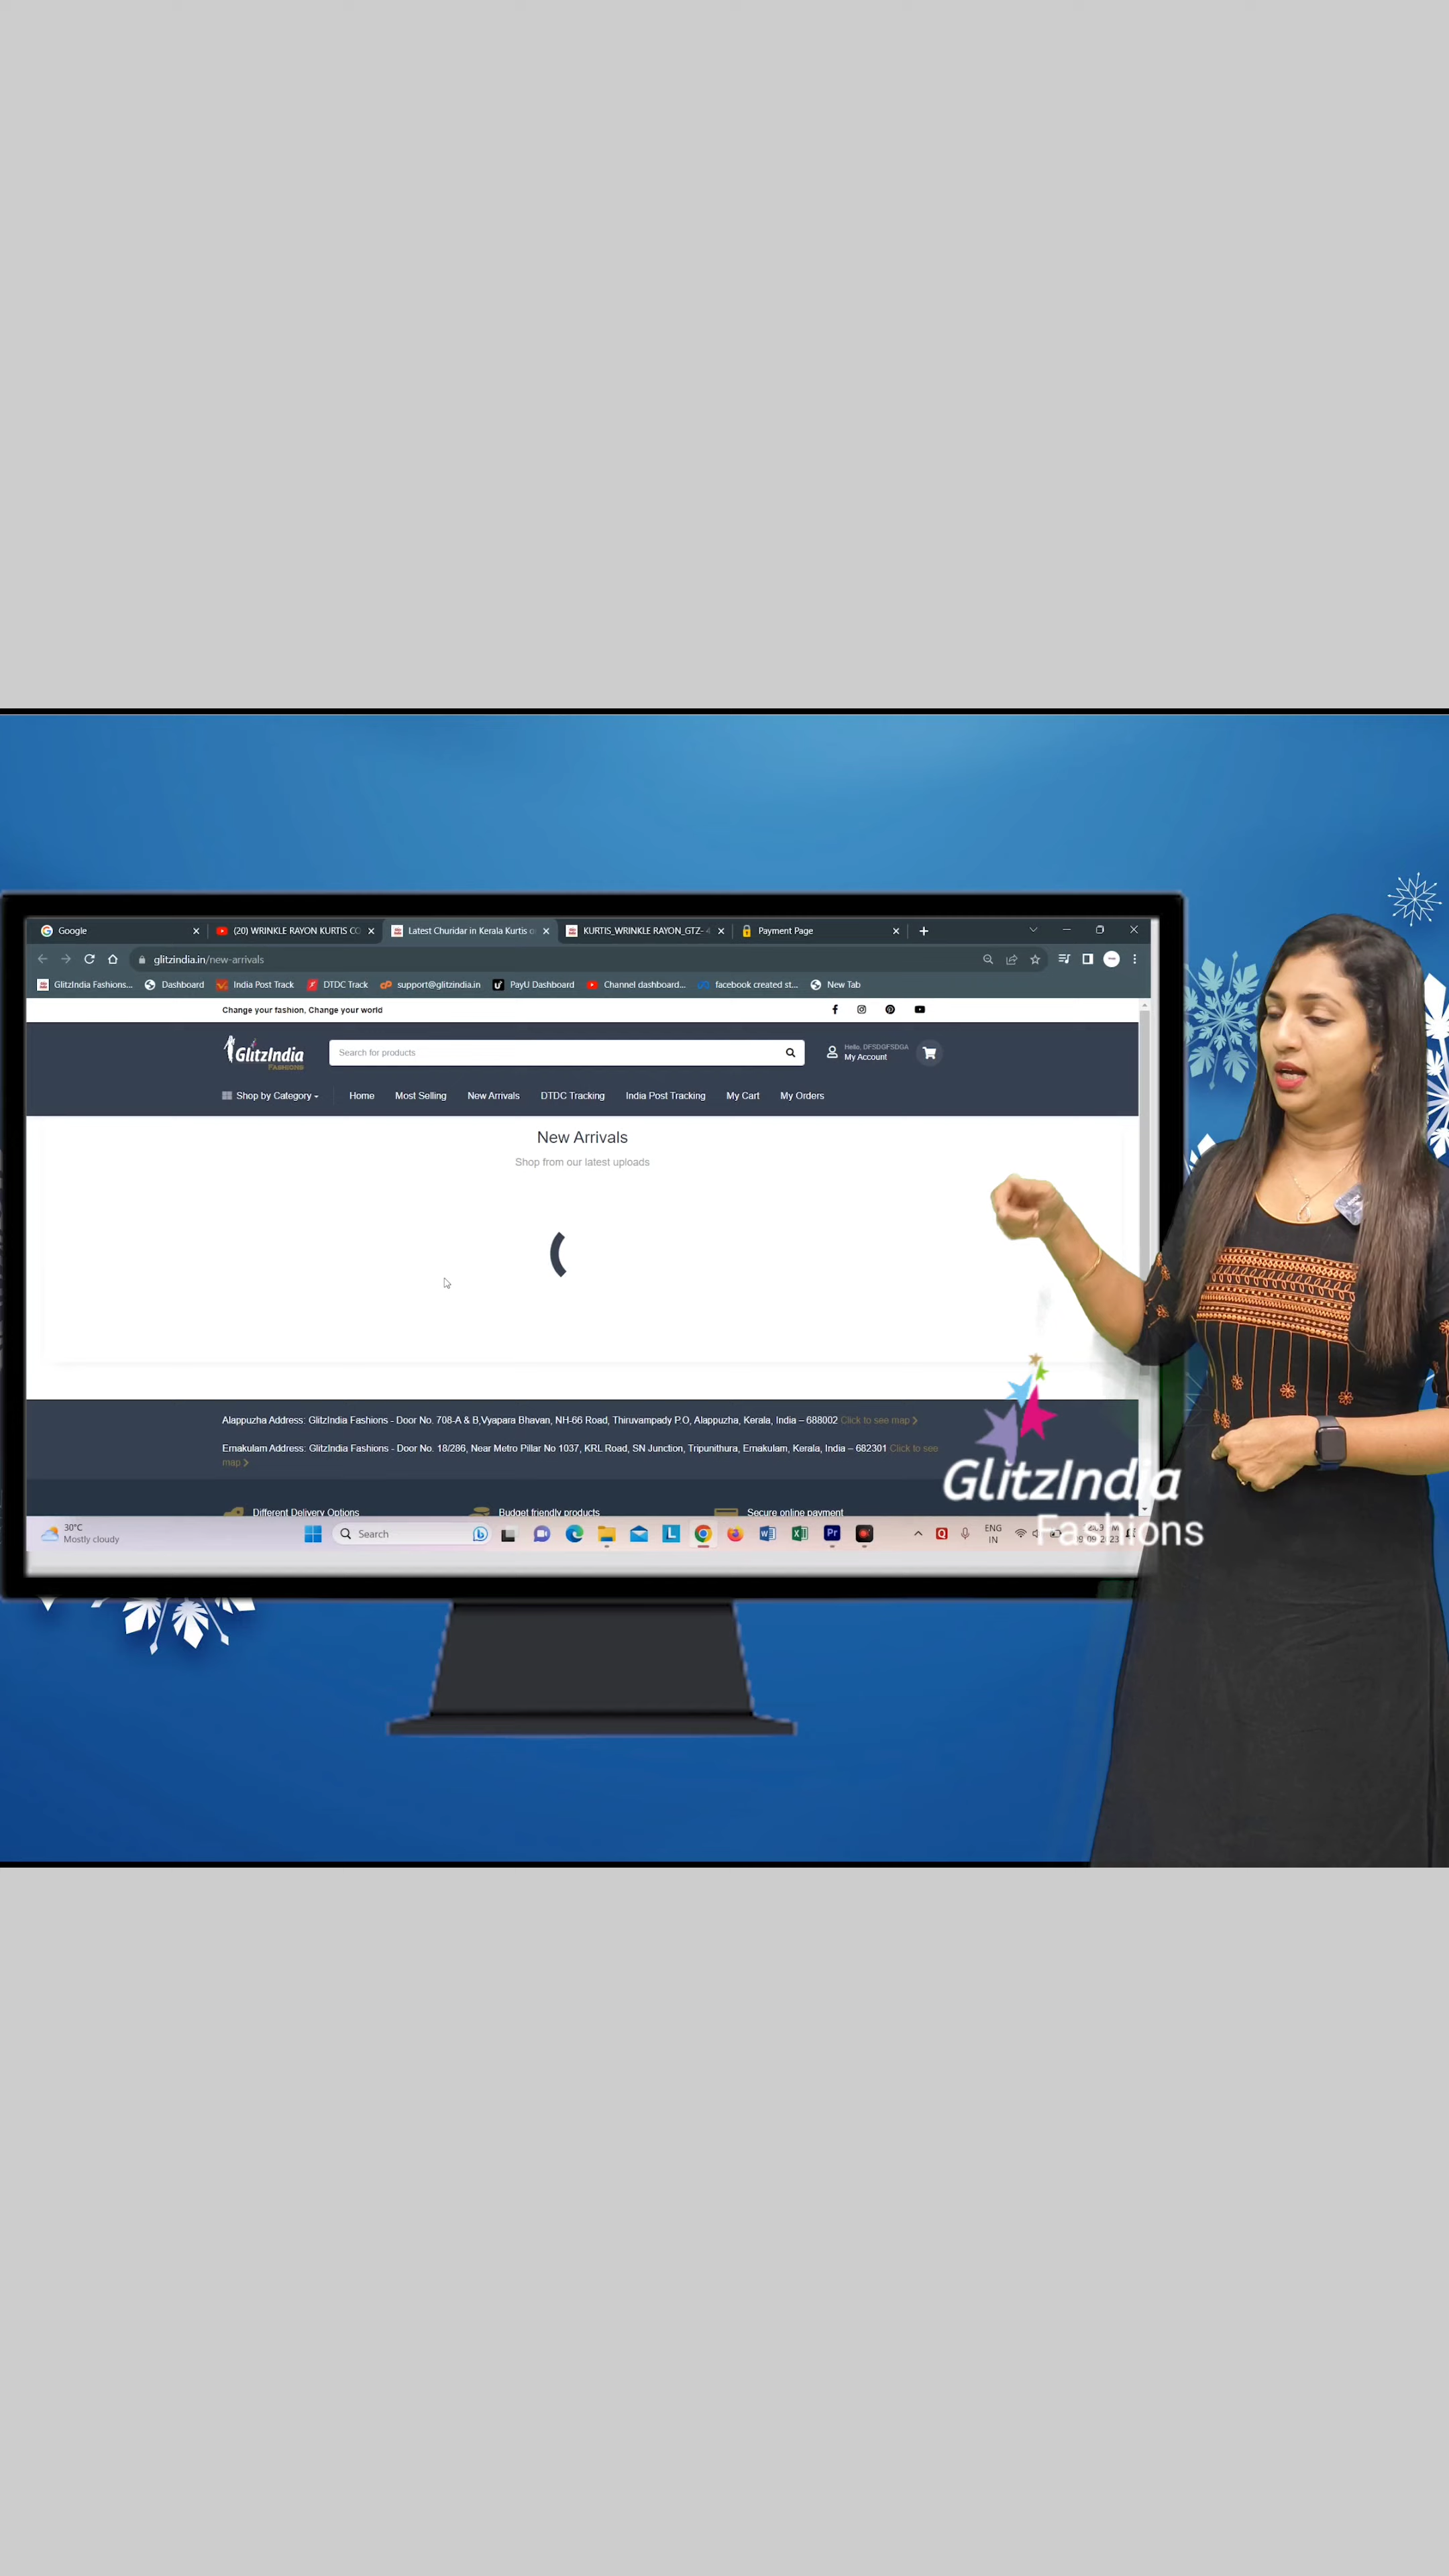 Google
(20) WRINKLE RAYON KURTIS CO
Latest Churidar in Kerala Kurtis o
KURTIS_WRINKLE RAYON_GTZ-
Payment Page
glitzindia.in/new-arrivals
GlitzIndia Fashions...
Dashboard
India Post Track
DTDC Track
support@glitzindia.in
PayU Dashboard
Channel dashboard...
facebook created st...
New Tab
Change your fashion, Change your world
GlitzIndia
FASHIONS
Search for products
Hello, DFSDGFSDGA
My Account
Shop by Category
Home
Most Selling
New Arrivals
DTDC Tracking
India Post Tracking
My Cart
My Orders
New Arrivals
Shop from our latest uploads
Alappuzha Address: GlitzIndia Fashions - Door No. 708-A & B,Vyapara Bhavan, NH-66 Road, Thiruvampady P.O, Alappuzha, Kerala, India – 688002 Click to see map
Ernakulam Address: GlitzIndia Fashions - Door No. 18/286, Near Metro Pillar No 1037, KRL Road, SN Junction, Tripunithura, Ernakulam, Kerala, India – 682301 Click to see
map
Different Delivery Options
Budget friendly products
Secure online payment
GlitzIndia
Fashions
30°C
Mostly cloudy
Search
Pr
ENG
IN